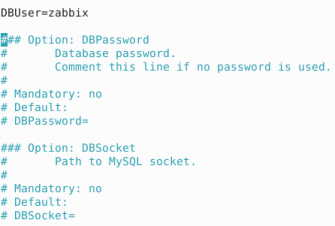 DBUser=zabbix
### Option: DBPassword
# Database password.
# Comment this line if no password is used.
#
# Mandatory: no
# Default:
# DBPassword=
### Option: DBSocket
# Path to MySQL socket.
#
# Mandatory: no
# Default:
# DBSocket=